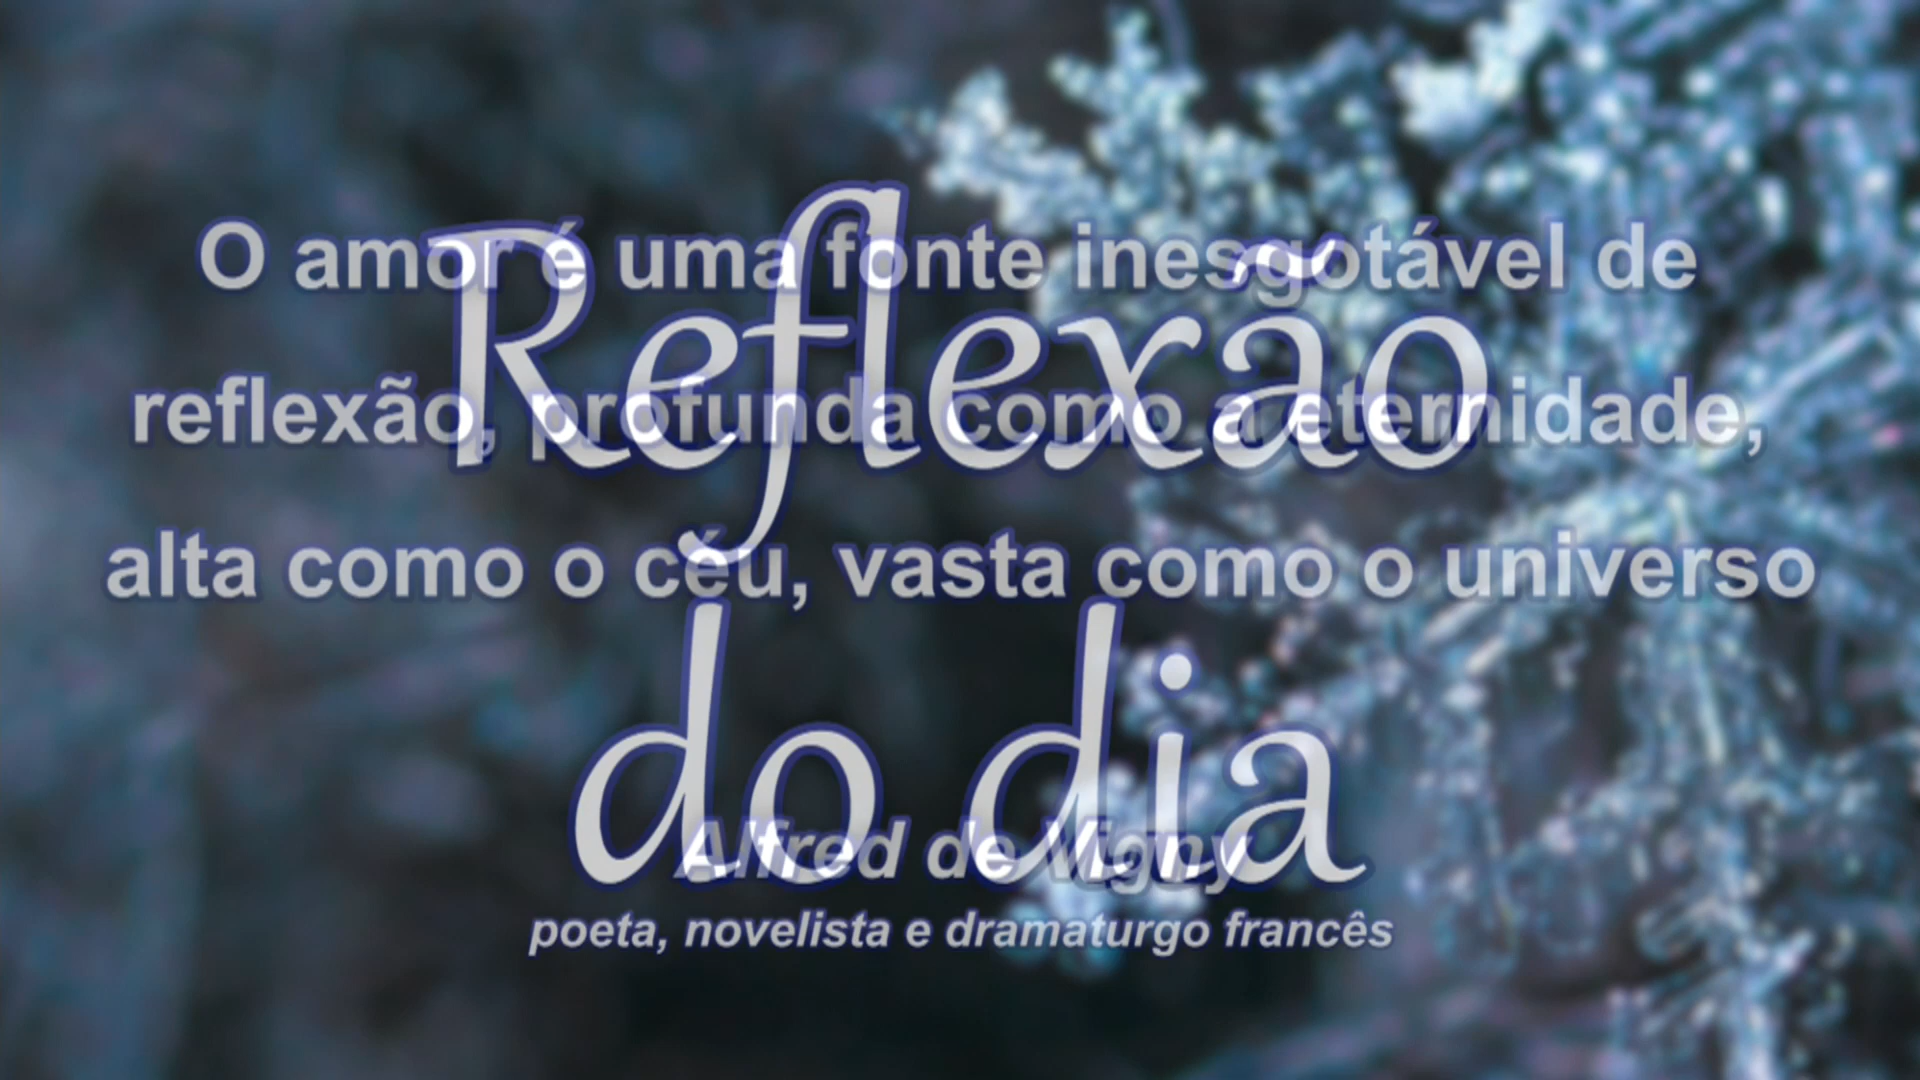 Reflexão
do dia
O amor é uma fonte inesgotável de
reflexão, profunda como a eternidade,
alta como o céu, vasta como o universo
Alfred de Vigny
poeta, novelista e dramaturgo francês